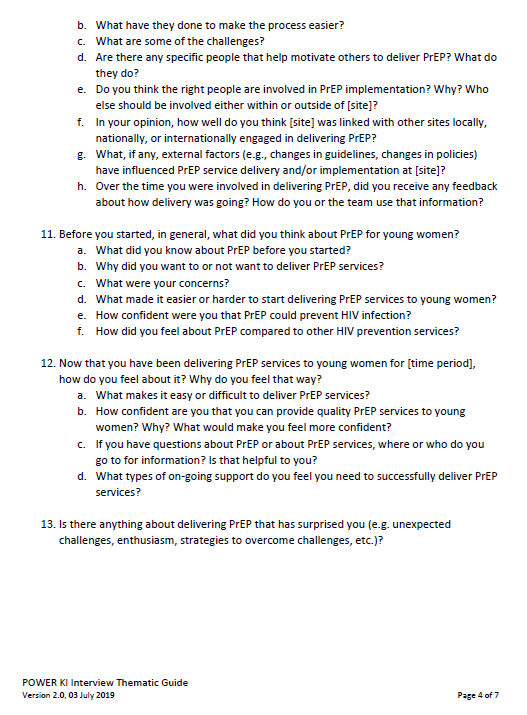 b. What have they done to make the process easier?
c. What are some of the challenges?
d. Are there any specific people that help motivate others to deliver PrEP? What do
they do?
e. Do you think the right people are involved in PrEP implementation? Why? Who
else should be involved either within or outside of [site]?
f. In your opinion, how well do you think [site] was linked with other sites locally,
nationally, or internationally engaged in delivering PrEP?
g. What, if any, external factors (e.g., changes in guidelines, changes in policies)
have influenced PrEP service delivery and/or implementation at [site]?
h. Over the time you were involved in delivering PrEP, did you receive any feedback
about how delivery was going? How do you or the team use that information?
11. Before you started, in general, what did you think about PrEP for young women?
a. What did you know about PrEP before you started?
b. Why did you want to or not want to deliver PrEP services?
c. What were your concerns?
d. What made it easier or harder to start delivering PrEP services to young women?
e. How confident were you that PrEP could prevent HIV infection?
f. How did you feel about PrEP compared to other HIV prevention services?
12. Now that you have been delivering PrEP services to young women for [time period],
how do you feel about it? Why do you feel that way?
a. What makes it easy or difficult to deliver PrEP services?
b. How confident are you that you can provide quality PrEP services to young
women? Why? What would make you feel more confident?
c. If you have questions about PrEP or about PrEP services, where or who do you
go to for information? Is that helpful to you?
d. What types of on-going support do you feel you need to successfully deliver PrEP
services?
13. Is there anything about delivering PrEP that has surprised you (e.g. unexpected
challenges, enthusiasm, strategies to overcome challenges, etc.)?
POWER KI Interview Thematic Guide
Version 2.0, 03 July 2019
Page 4 of 7